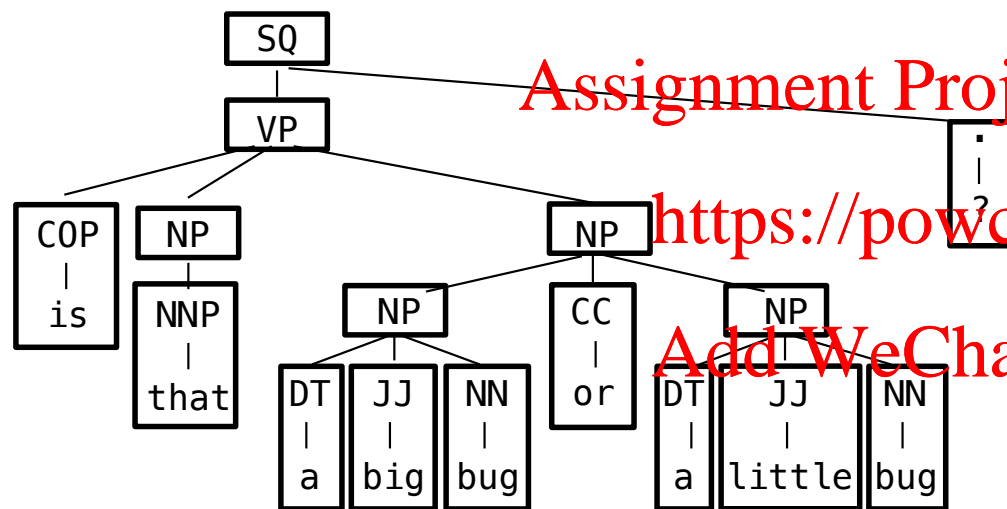 SQ
Assignment Proj
VP
.
?
COP
NP
NP
https://powc
is
NNP
NP
CC
NP
that
or
Add WeCha
DT
JJ
NN
DT
JJ
NN
a
big
bug
a
little
bug